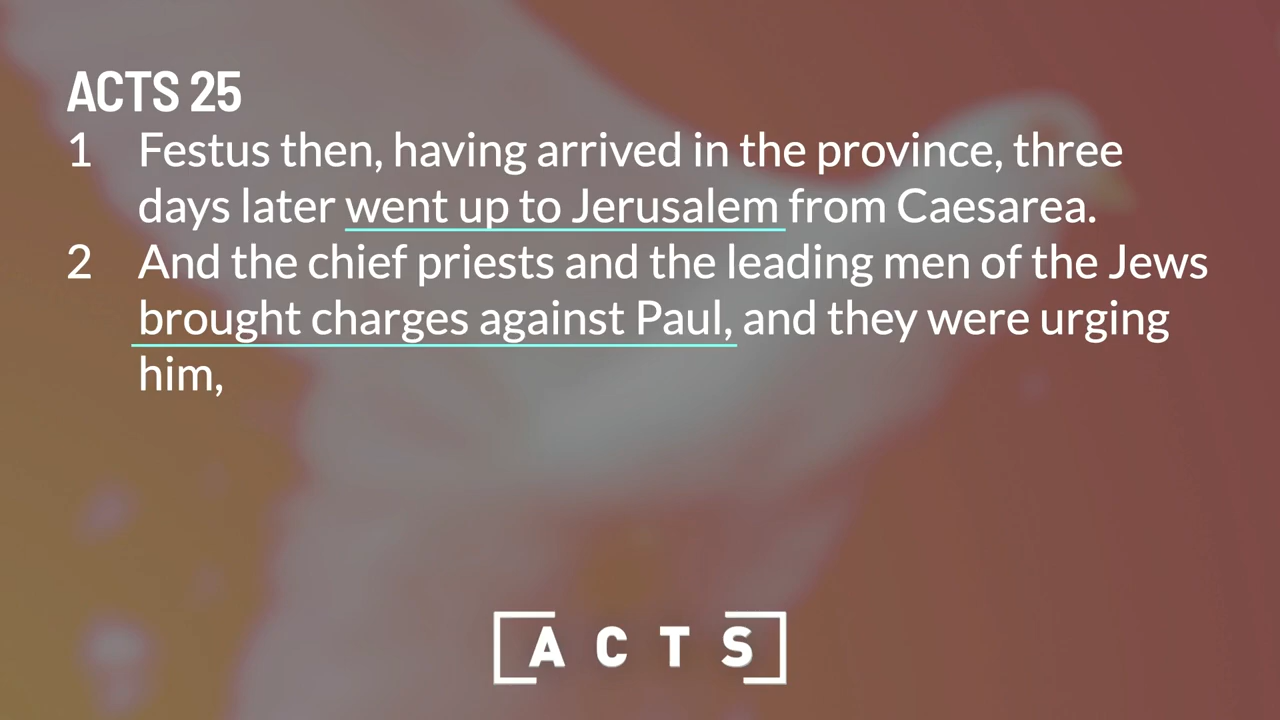 ACTS 25
1 Festus then, having arrived in the province, three
days later went up to Jerusalem from Caesarea.
2 And the chief priests and the leading men of the Jews
brought charges against Paul, and they were urging
him,
ACTS